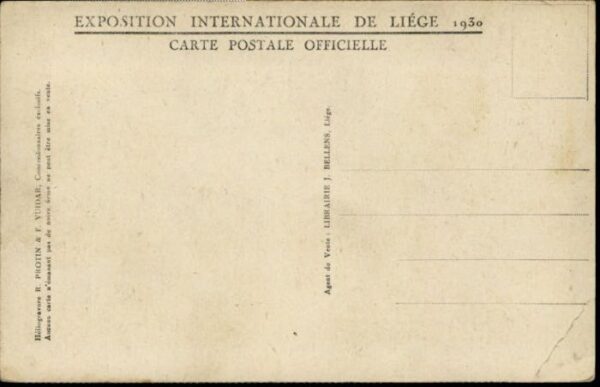 EXPOSITION INTERNATIONALE DE LIÉGE 1930
CARTE POSTALE OFFICIELLE
Héliogravure R. PROTIN & F. VUIDAR, Concessionnaires exclusifs.
Aucune carte n'émanant pas de notre firme ne peut être mise en vente.
Agent de Vente : LIBRAIRIE J. BELLENS, Liége.